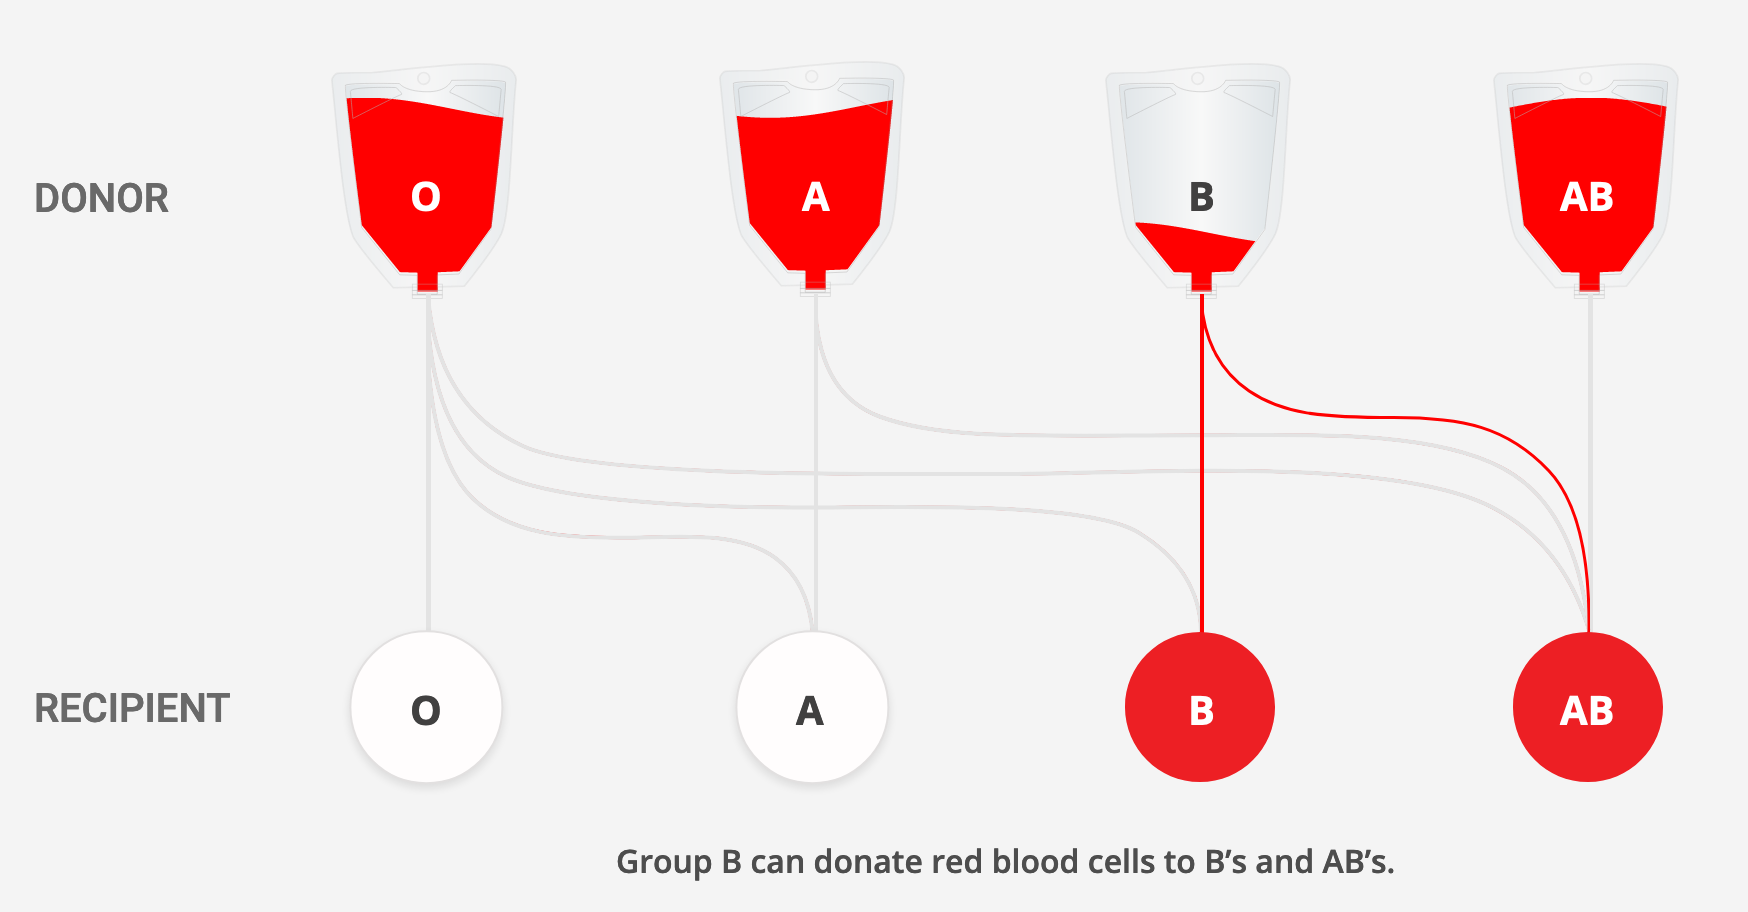 DONOR
O
A
B
AB
RECIPIENT
O
A
B
AB
Group B can donate red blood cells to B’s and AB’s.